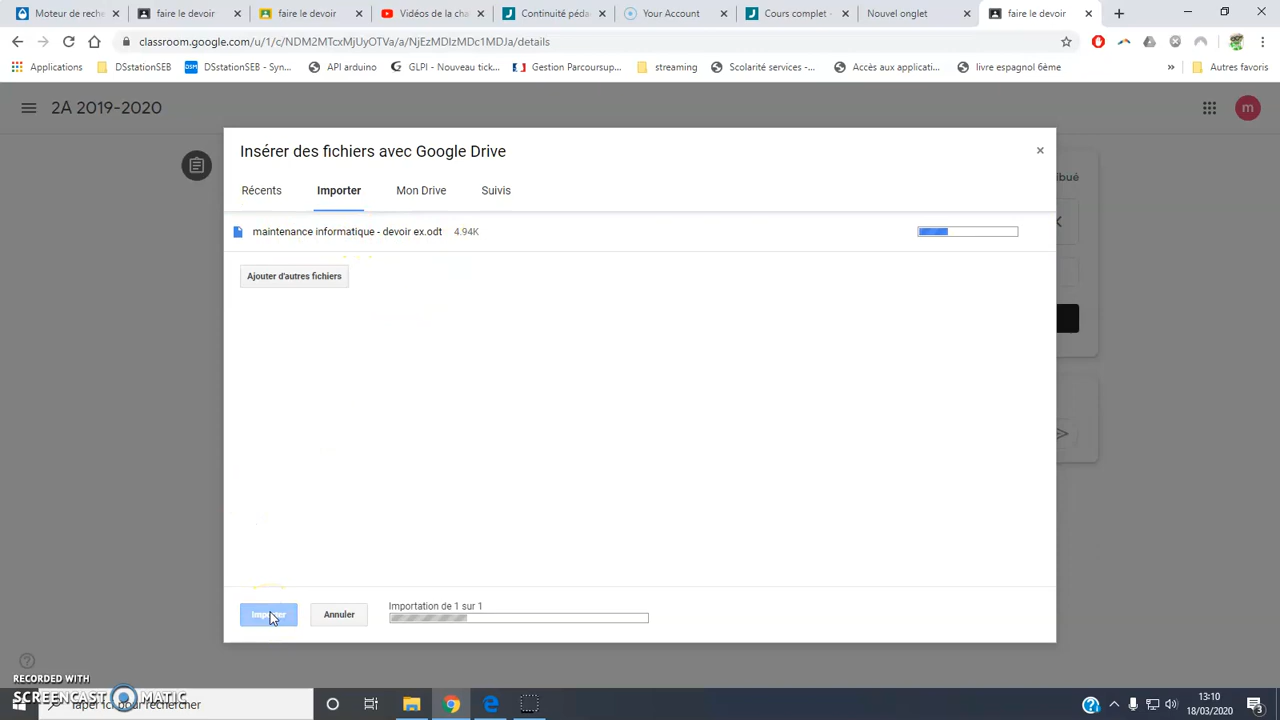 Moteur de rech
faire le devoir
faire le devoir
Vidéos de la cha
Continuité péda
Your Account
Cours complet -
Nouvel onglet
faire le devoir
classroom.google.com/u/1/c/NDM2MTcxMjUyOTVa/a/NjEzMDIzMDc1MDJa/details
Applications
DSstationSEB
DSM
DSstationSEB - Syn...
API arduino
GLPI - Nouveau tick...
Gestion Parcoursup...
streaming
Scolarité services -...
Accès aux applicati...
livre espagnol 6ème
»
Autres favoris
2A 2019-2020
m
Insérer des fichiers avec Google Drive
ibué
Récents
Importer
Mon Drive
Suivis
maintenance informatique - devoir ex.odt
4.94K
Ajouter d'autres fichiers
Importation de 1 sur 1
Annuler
RECORDED WITH
SCREENCAST MATIC
ici pour rechercher
13:10
18/03/2020